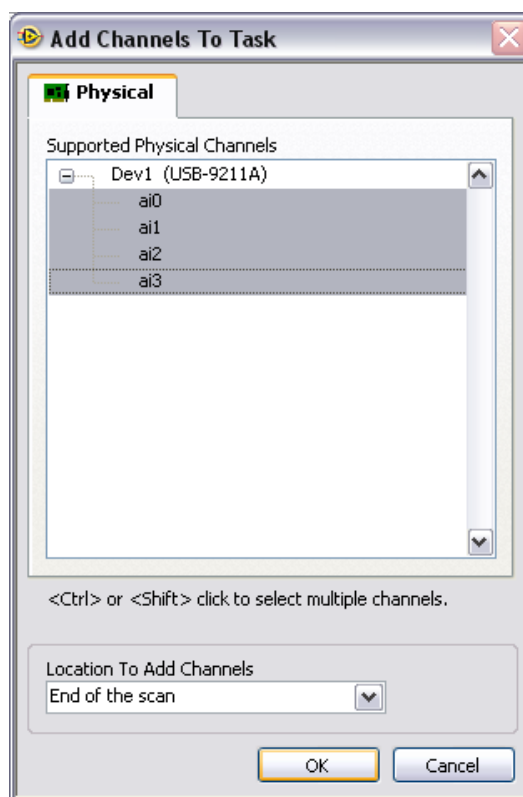 Add Channels To Task
Physical
Supported Physical Channels
Dev1 (USB-9211A)
ai0
ai1
ai2
ai3
<Ctrl> or <Shift> click to select multiple channels.
Location To Add Channels
End of the scan
OK
Cancel